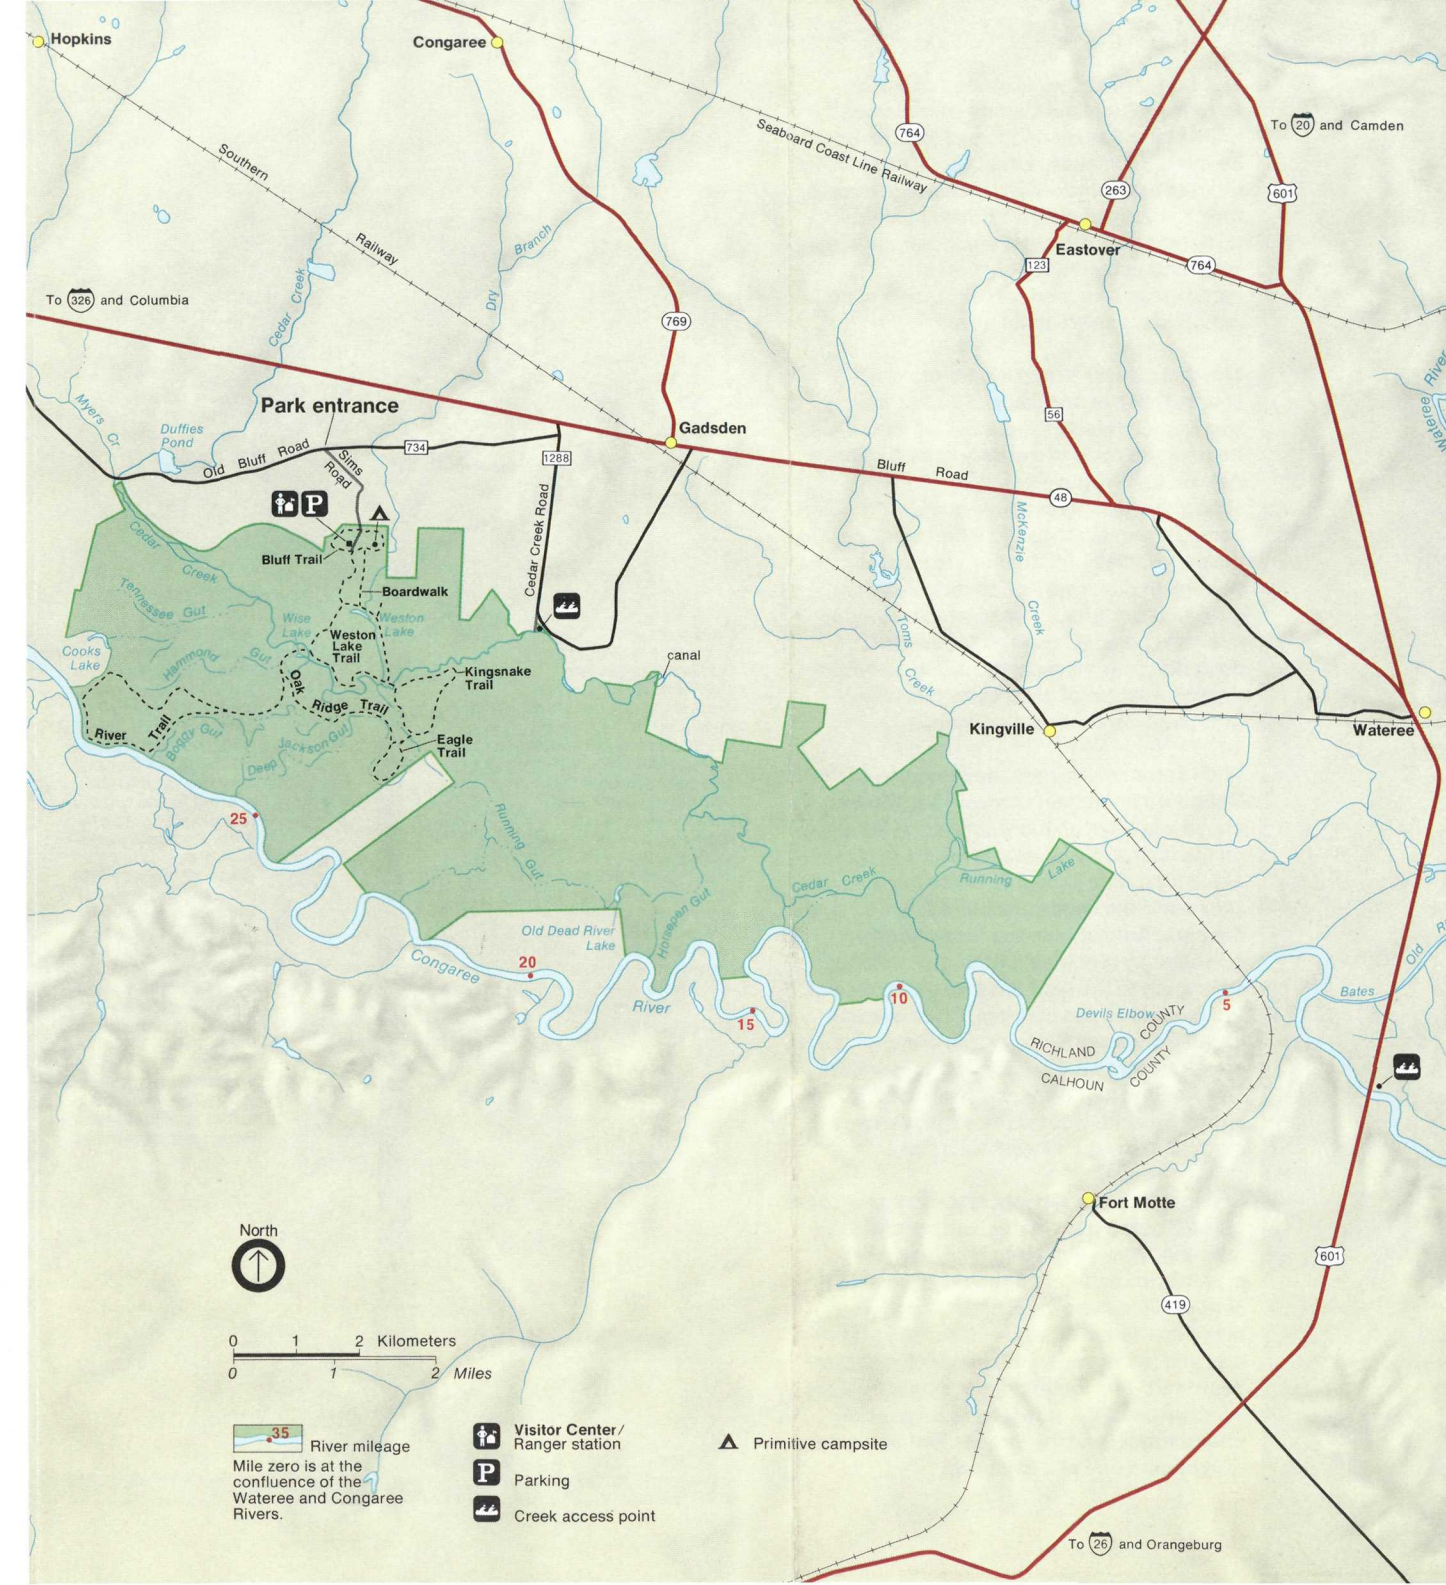 Hopkins
Congaree
764
Seaboard Coast Line Railway
263
To 20 and Camden
601
Southern
Railway
Dry
Branch
Cedar Creek
Eastover
123
764
To 326 and Columbia
769
Wateree
River
Myers Cr
Park entrance
Duffies
Pond
Old Bluff Road
734
Sims
Road
1288
Gadsden
56
Bluff Road
48
P
Bluff Trail
Cedar Creek Road
McKenzie
Creek
Cedar
Creek
Boardwalk
Tennessee Gut
Wise
Lake
Weston
Lake
Weston
Lake
Trail
Toms
Creek
Cooks
Lake
Hammond
Gut
canal
Kingsnake
Trail
Oak
Ridge Trail
River
Trail
Boggy Gut
Deep
Jackson Gut
Eagle
Trail
Kingville
Wateree
25
Running
Gut
Cedar Creek
Running
Lake
Horsepen Gut
Old Dead River
Lake
Congaree
20
River
15
10
5
Devils Elbow
RICHLAND
COUNTY
CALHOUN
COUNTY
Bates
Old
R
Fort Motte
North
601
419
0 1 2 Kilometers
0 1 2 Miles
35
River mileage
Mile zero is at the
confluence of the
Wateree and Congaree
Rivers.
Visitor Center/
Ranger station
P
Parking
Creek access point
Primitive campsite
To 26 and Orangeburg